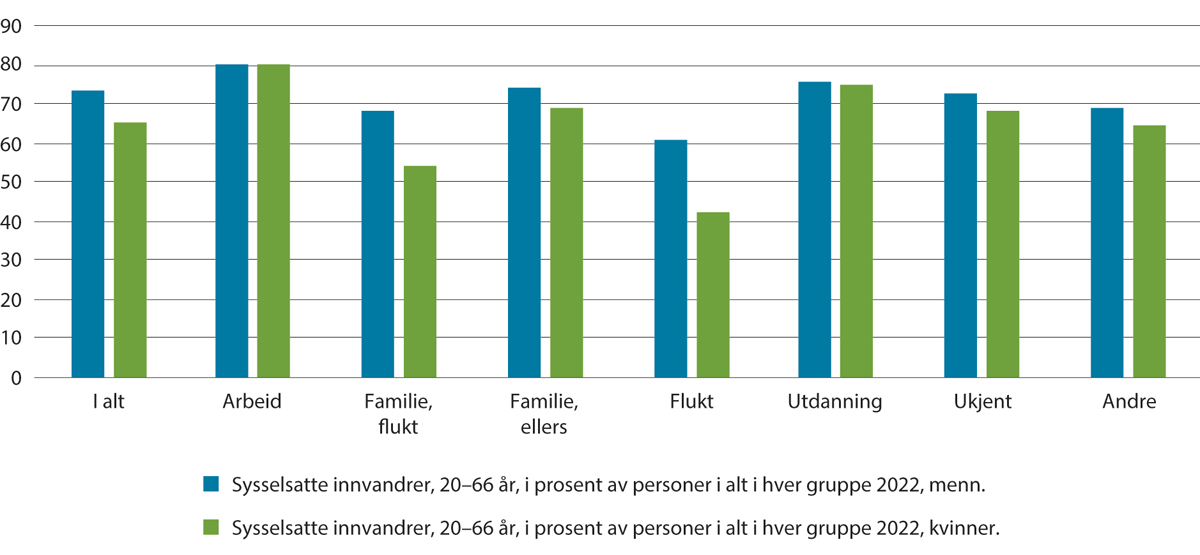 90
80
70
60
50
40
30
20
10
0
I alt
Arbeid
Familie,
flukt
Familie,
ellers
Flukt
Utdanning
Ukjent
Andre
Sysselsatte innvandrer, 20–66 år, i prosent av personer i alt i hver gruppe 2022, menn.
Sysselsatte innvandrer, 20–66 år, i prosent av personer i alt i hver gruppe 2022, kvinner.